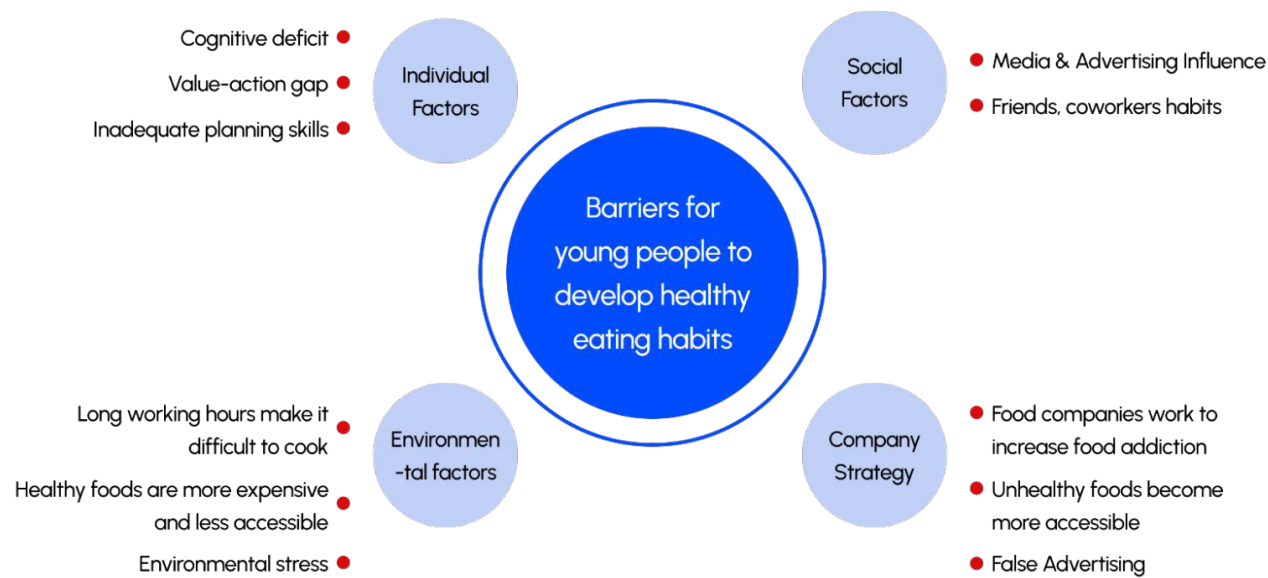 Cognitive deficit
Value-action gap
Inadequate planning skills
Individual
Factors
Social
Factors
Media & Advertising Influence
Friends, coworkers habits
Barriers for
young people to
develop healthy
eating habits
Long working hours make it
difficult to cook
Healthy foods are more expensive
and less accessible
Environmental stress
Environmen
-tal factors
Company
Strategy
Food companies work to
increase food addiction
Unhealthy foods become
more accessible
False Advertising